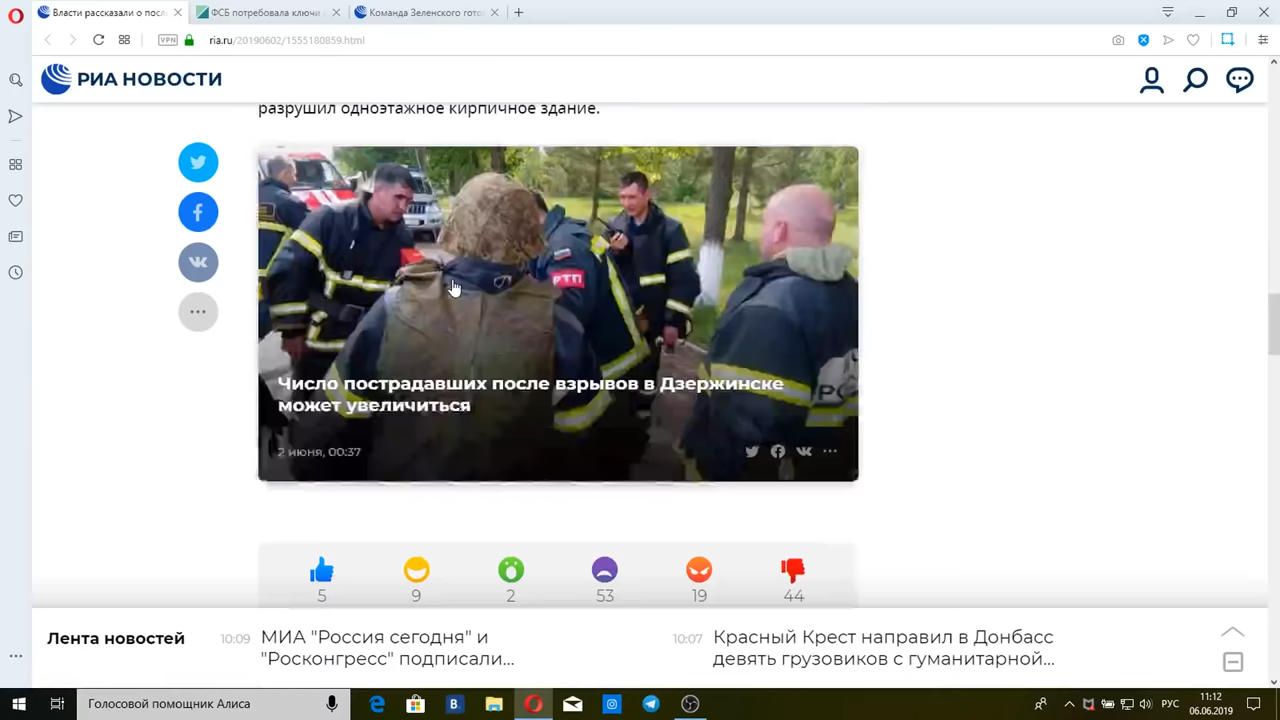 Власти рассказали о посл
ФСБ потребовала ключи
Команда Зеленского гото
VPN
ria.ru/20190602/1555180859.html
РИА НОВОСТИ
разрушил одноэтажное кирпичное здание.
РТП
Число пострадавших после взрывов в Дзержинске
может увеличиться
2 июня, 00:37
5
9
2
53
19
44
Лента новостей
10:09
МИА "Россия сегодня" и
"Росконгресс" подписали...
10:07
Красный Крест направил в Донбасс
девять грузовиков с гуманитарной...
Голосовой помощник Алиса
РУС
11:12
06.06.2019